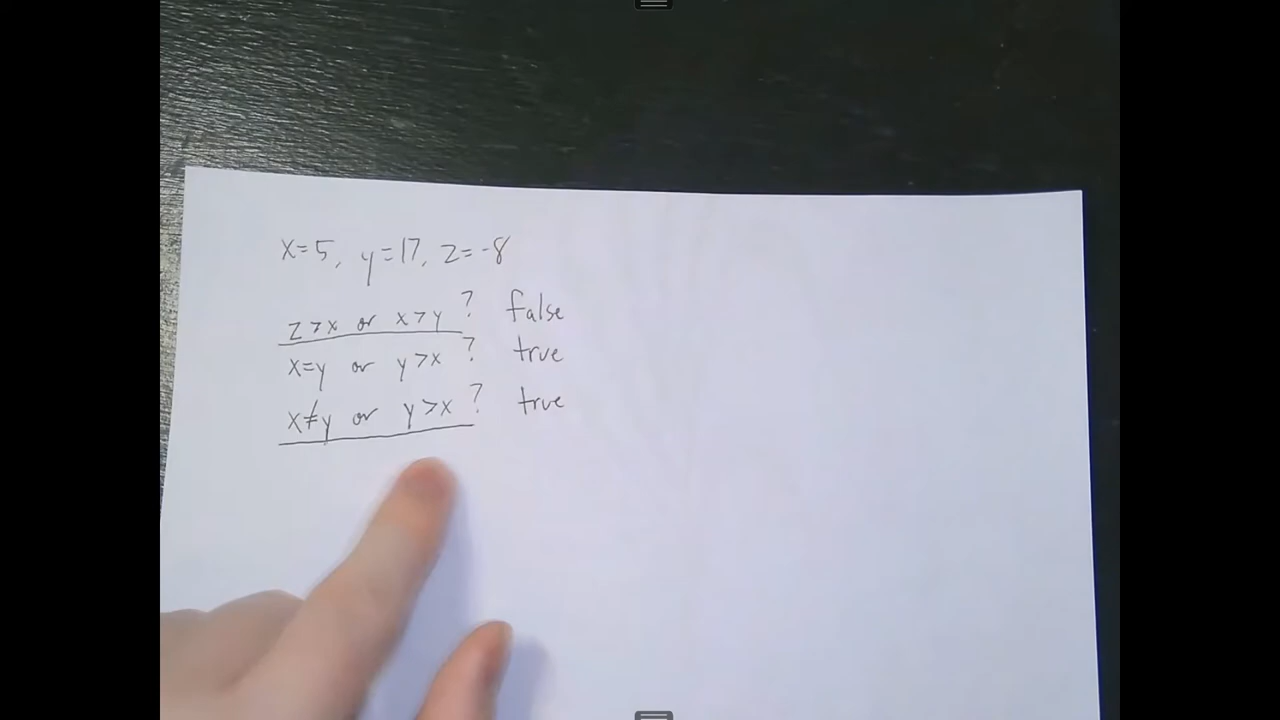 x=5, y=17, z=-8
z>x or x>y ? false
x=y or y>x ? true
x≠y or y>x ? true